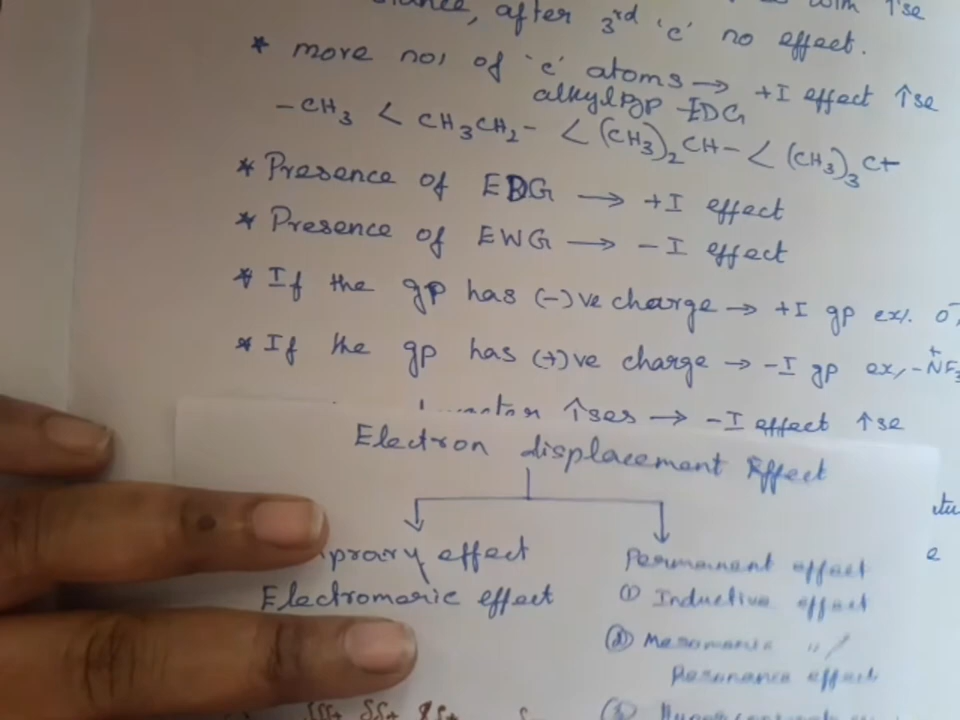 after 3rd 'c' no effect.
* more no, of 'c' atoms → +I effect ↑se
alkyl gp EDG
-CH3 < CH3CH2- < (CH3)2CH- < (CH3)3C+
* Presence of EDG → +I effect
* Presence of EWG → -I effect
* If the gp has (-)ve charge → +I gp ex/. O-,
* If the gp has (+)ve charge → -I gp ex,
↑ses → -I effect ↑se
Electron displacement Effect
prary effect
Permanent effect
Electromeric effect
① Inductive effect
② Mesomeric "/
Resonance effect